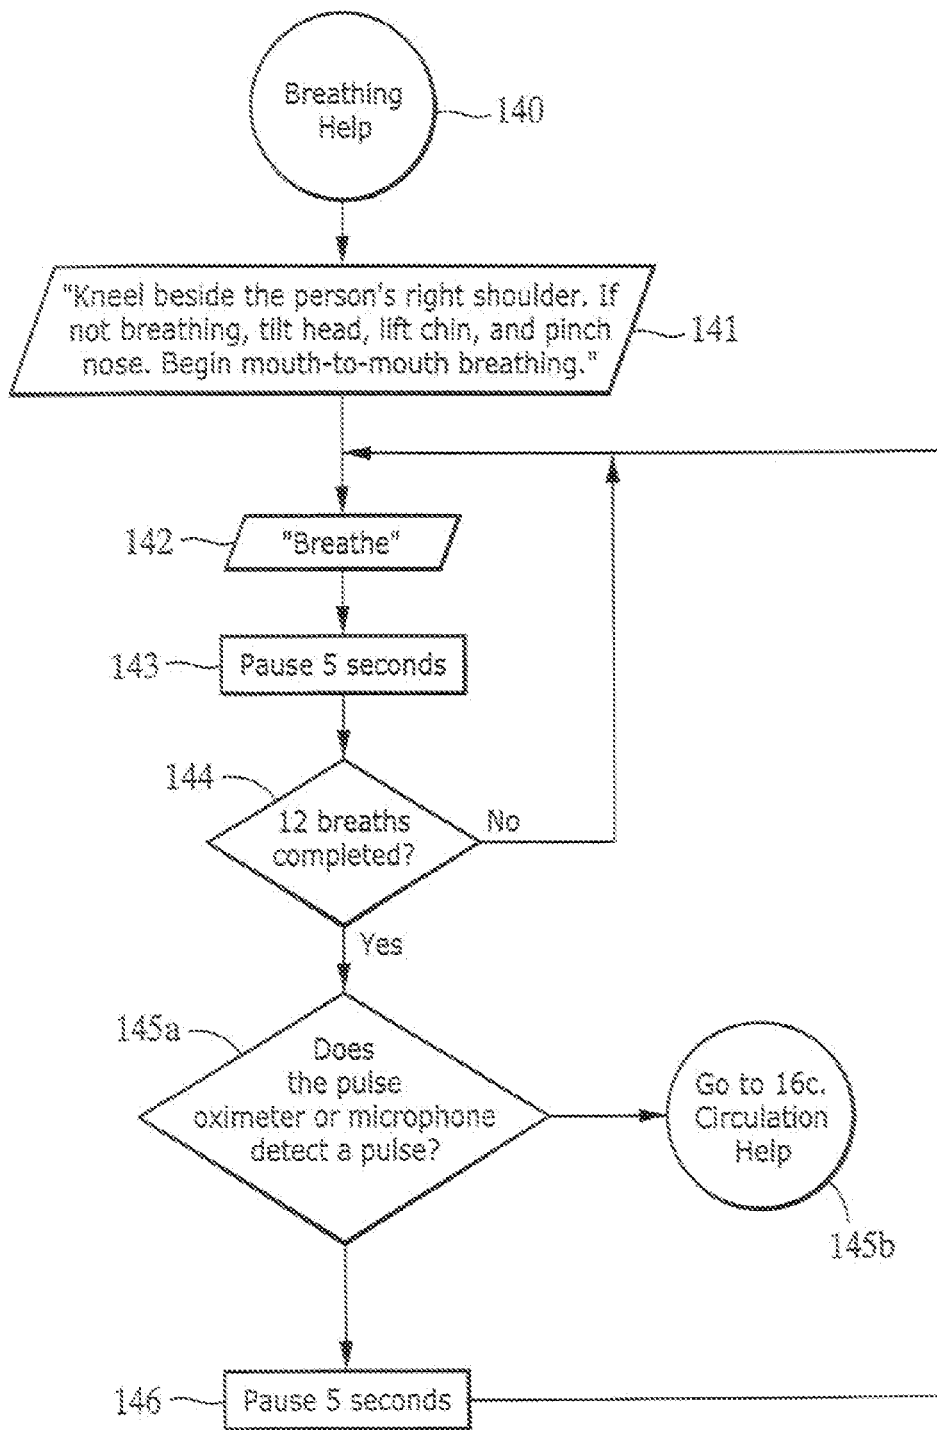 Breathing
Help
140
"Kneel beside the person's right shoulder. If
not breathing, tilt head, lift chin, and pinch
nose. Begin mouth-to-mouth breathing."
141
142
"Breathe"
143
Pause 5 seconds
144
12 breaths
completed?
No
Yes
145a
Does
the pulse
oximeter or microphone
detect a pulse?
Go to 16c.
Circulation
Help
145b
146
Pause 5 seconds